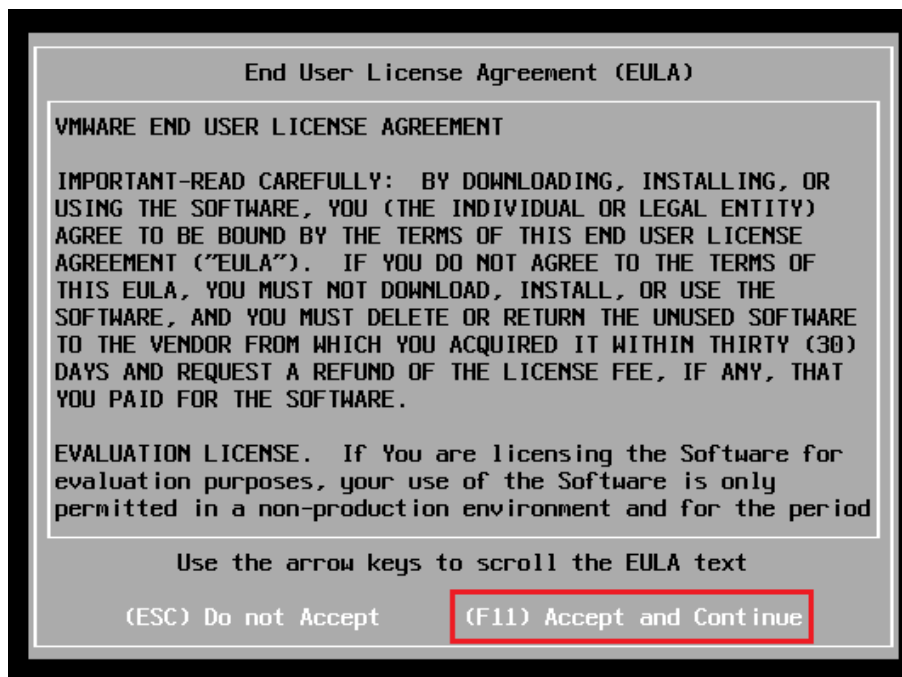 End User License Agreement (EULA)
VMWARE END USER LICENSE AGREEMENT
IMPORTANT-READ CAREFULLY:  BY DOWNLOADING, INSTALLING, OR
USING THE SOFTWARE, YOU (THE INDIVIDUAL OR LEGAL ENTITY)
AGREE TO BE BOUND BY THE TERMS OF THIS END USER LICENSE
AGREEMENT ("EULA").  IF YOU DO NOT AGREE TO THE TERMS OF
THIS EULA, YOU MUST NOT DOWNLOAD, INSTALL, OR USE THE
SOFTWARE, AND YOU MUST DELETE OR RETURN THE UNUSED SOFTWARE
TO THE VENDOR FROM WHICH YOU ACQUIRED IT WITHIN THIRTY (30)
DAYS AND REQUEST A REFUND OF THE LICENSE FEE, IF ANY, THAT
YOU PAID FOR THE SOFTWARE.
EVALUATION LICENSE.  If You are licensing the Software for
evaluation purposes, your use of the Software is only
permitted in a non-production environment and for the period
Use the arrow keys to scroll the EULA text
(ESC) Do not Accept
(F11) Accept and Continue